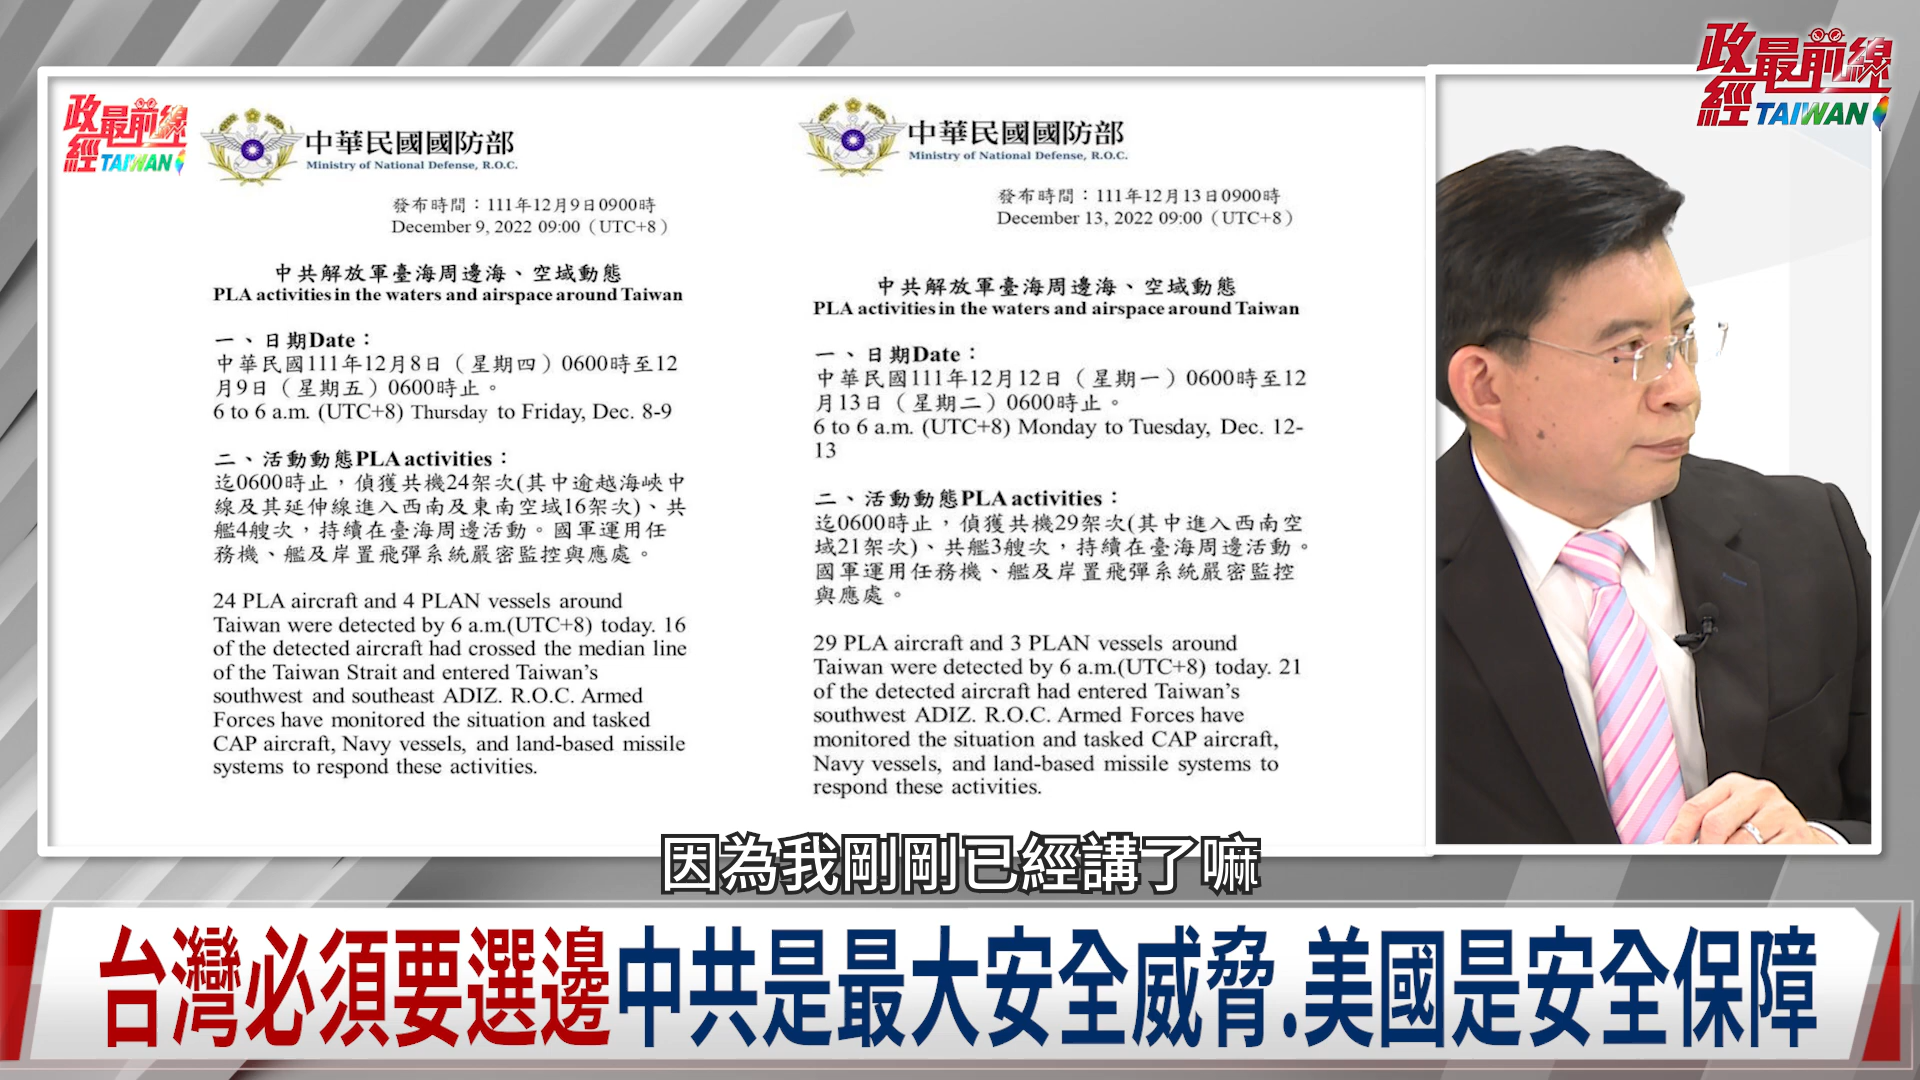 政經最前線
TAIWAN
政經最前線
TAIWAN
中華民國國防部
Ministry of National Defense, R.O.C.
發布時間：111年12月9日0900時
December 9, 2022 09:00（UTC+8）
中共解放軍臺海周邊海、空域動態
PLA activities in the waters and airspace around Taiwan
一、日期Date：
中華民國111年12月8日（星期四）0600時至12
月9日（星期五）0600時止。
6 to 6 a.m. (UTC+8) Thursday to Friday, Dec. 8-9
二、活動動態PLA activities：
迄0600時止，偵獲共機24架次(其中逾越海峽中
線及其延伸線進入西南及東南空域16架次)、共
艦4艘次，持續在臺海周邊活動。國軍運用任
務機、艦及岸置飛彈系統嚴密監控與應處。
24 PLA aircraft and 4 PLAN vessels around
Taiwan were detected by 6 a.m.(UTC+8) today. 16
of the detected aircraft had crossed the median line
of the Taiwan Strait and entered Taiwan’s
southwest and southeast ADIZ. R.O.C. Armed
Forces have monitored the situation and tasked
CAP aircraft, Navy vessels, and land-based missile
systems to respond these activities.
中華民國國防部
Ministry of National Defense, R.O.C.
發布時間：111年12月13日0900時
December 13, 2022 09:00（UTC+8）
中共解放軍臺海周邊海、空域動態
PLA activities in the waters and airspace around Taiwan
一、日期Date：
中華民國111年12月12日（星期一）0600時至12
月13日（星期二）0600時止。
6 to 6 a.m. (UTC+8) Monday to Tuesday, Dec. 12-
13
二、活動動態PLA activities：
迄0600時止，偵獲共機29架次(其中進入西南空
域21架次)、共艦3艘次，持續在臺海周邊活動。
國軍運用任務機、艦及岸置飛彈系統嚴密監控
與應處。
29 PLA aircraft and 3 PLAN vessels around
Taiwan were detected by 6 a.m.(UTC+8) today. 21
of the detected aircraft had entered Taiwan’s
southwest ADIZ. R.O.C. Armed Forces have
monitored the situation and tasked CAP aircraft,
Navy vessels, and land-based missile systems to
respond these activities.
因為我剛剛已經講了嘛
台灣必須要選邊中共是最大安全威脅.美國是安全保障